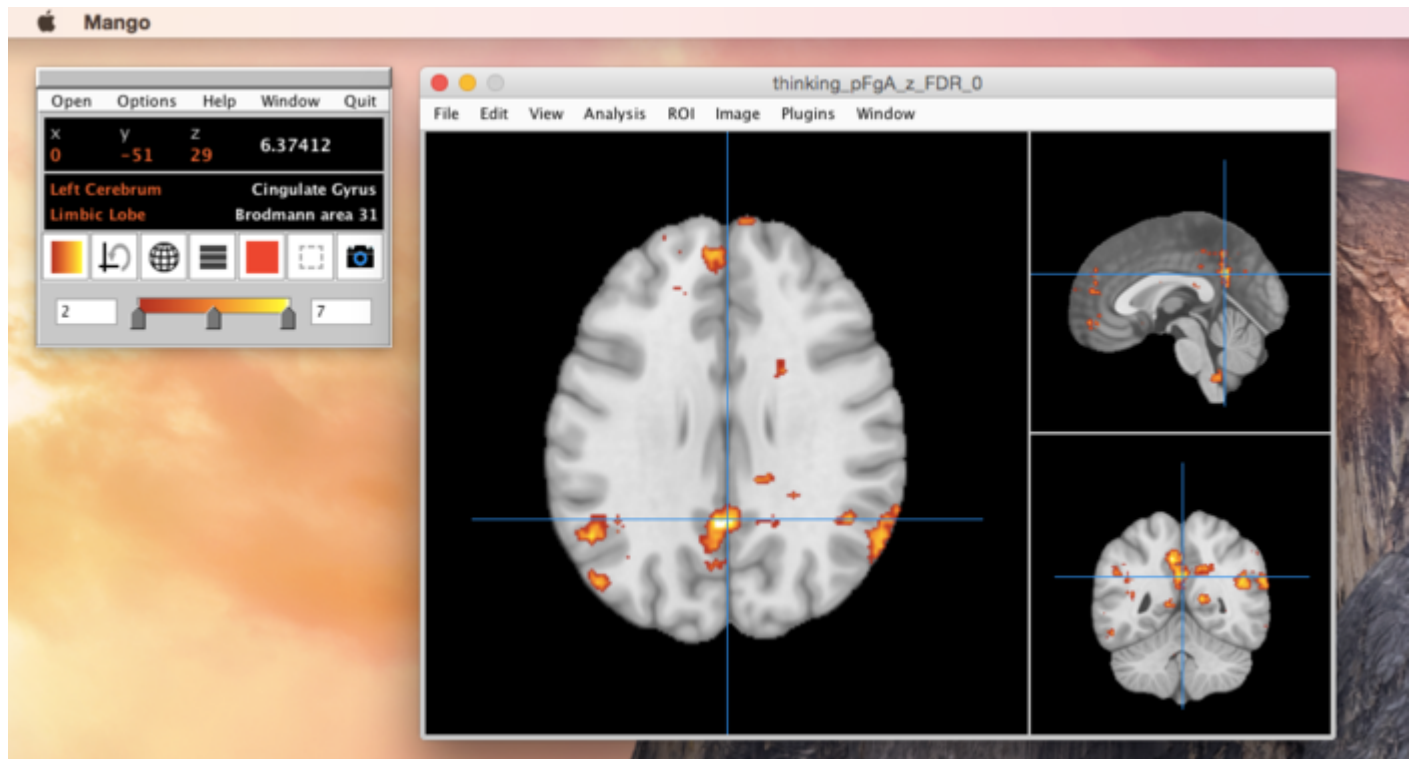 Mango
Open Options Help Window Quit
x y z
0 -51 29 6.37412
Left Cerebrum Cingulate Gyrus
Limbic Lobe Brodmann area 31
2 7
thinking_pFgA_z_FDR_0
File Edit View Analysis ROI Image Plugins Window